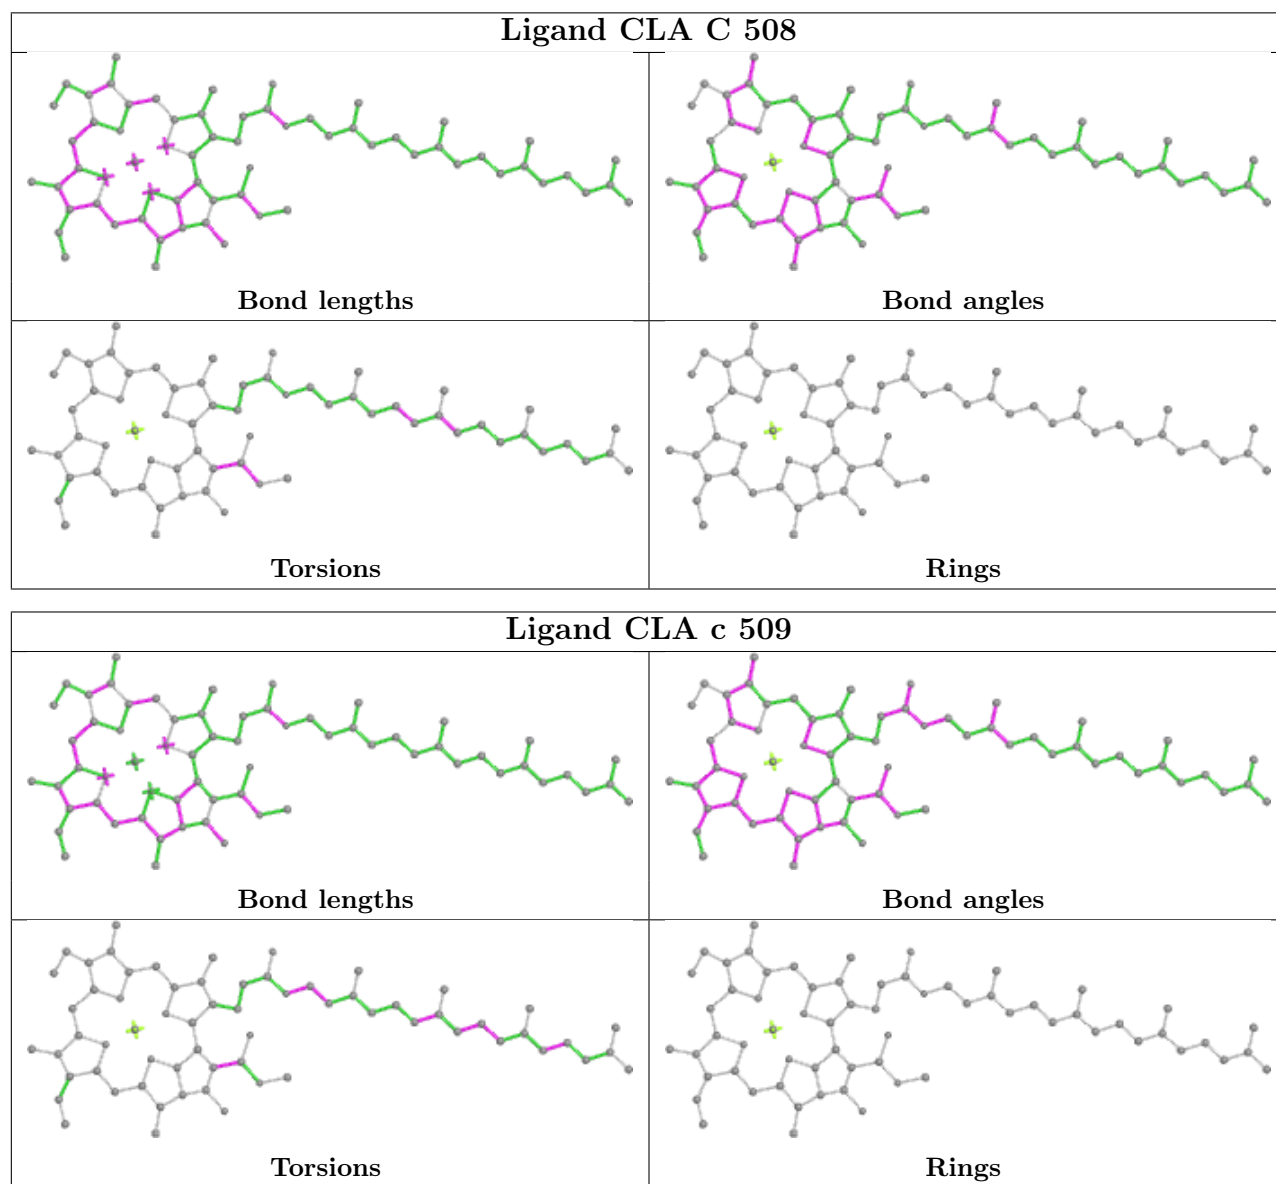 Ligand CLA C 508
Bond lengths
Bond angles
Torsions
Rings
Ligand CLA c 509
Bond lengths
Bond angles
Torsions
Rings